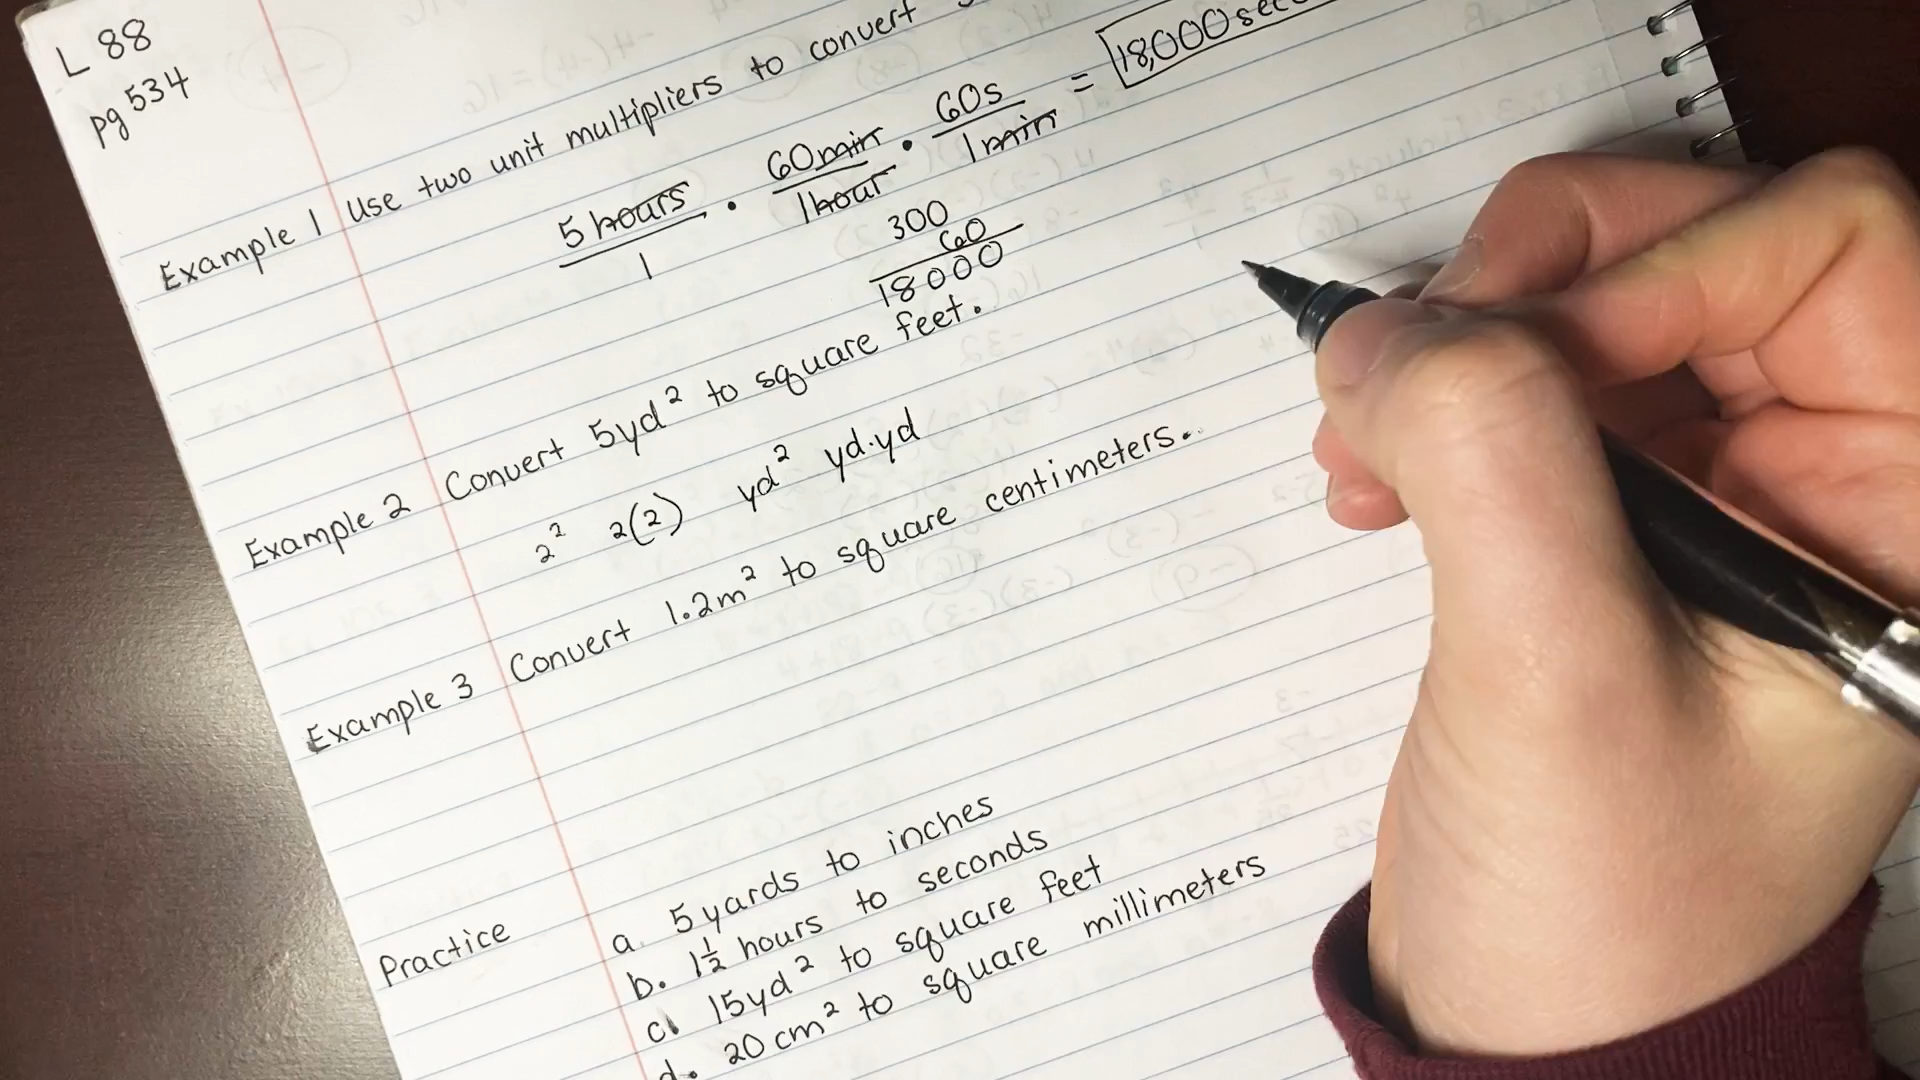 L 88
pg 534
Example 1 Use two unit multipliers to convert
5 hours / 1 · 60 min / 1 hour · 60 s / 1 min = 18,000 sec
300
60
18000
Example 2 Convert 5yd² to square feet.
2² 2(2) yd² yd·yd
Example 3 Convert 1.2m² to square centimeters.
Practice a. 5 yards to inches
b. 1½ hours to seconds
c. 15yd² to square feet
d. 20 cm² to square millimeters